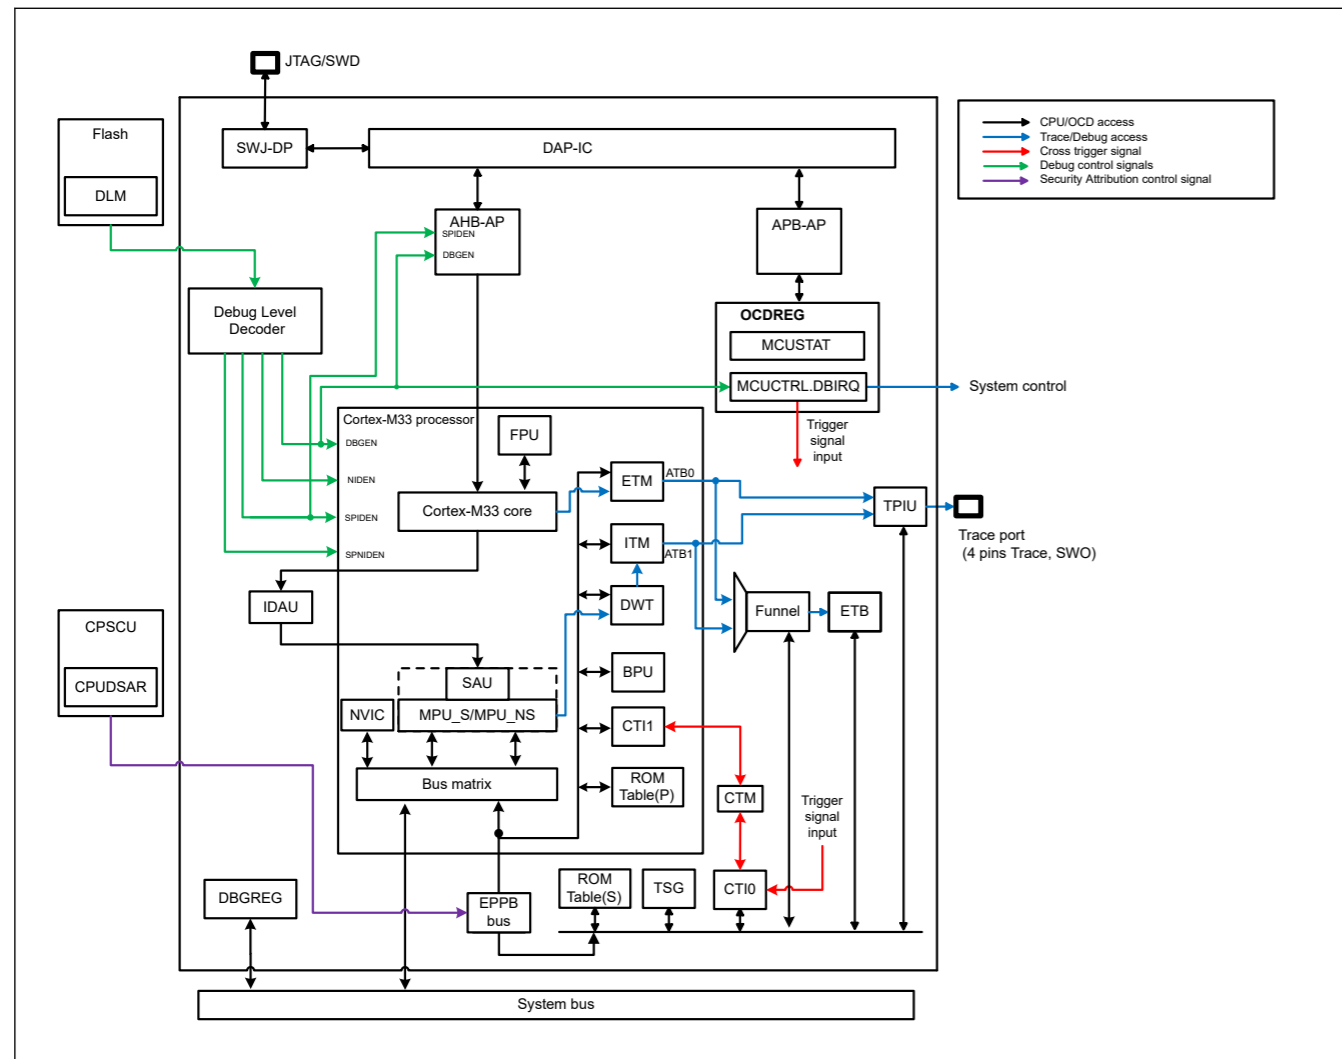 JTAG/SWD
Flash
DLM
SWJ-DP
DAP-IC
CPU/OCD access
Trace/Debug access
Cross trigger signal
Debug control signals
Security Attribution control signal
AHB-AP
SPIDEN
DBGEN
APB-AP
Debug Level
Decoder
OCDREG
MCUSTAT
MCUCTRL.DBIRQ
System control
Trigger
signal
input
Cortex-M33 processor
DBGEN
NIDEN
SPIDEN
SPNIDEN
FPU
Cortex-M33 core
ETM
ATB0
ITM
ATB1
DWT
TPIU
Trace port
(4 pins Trace, SWO)
Funnel
ETB
IDAU
CPSCU
CPUDSAR
SAU
MPU_S/MPU_NS
NVIC
Bus matrix
BPU
CTI1
ROM
Table(P)
CTM
Trigger
signal
input
DBGREG
EPPB
bus
ROM
Table(S)
TSG
CTI0
System bus